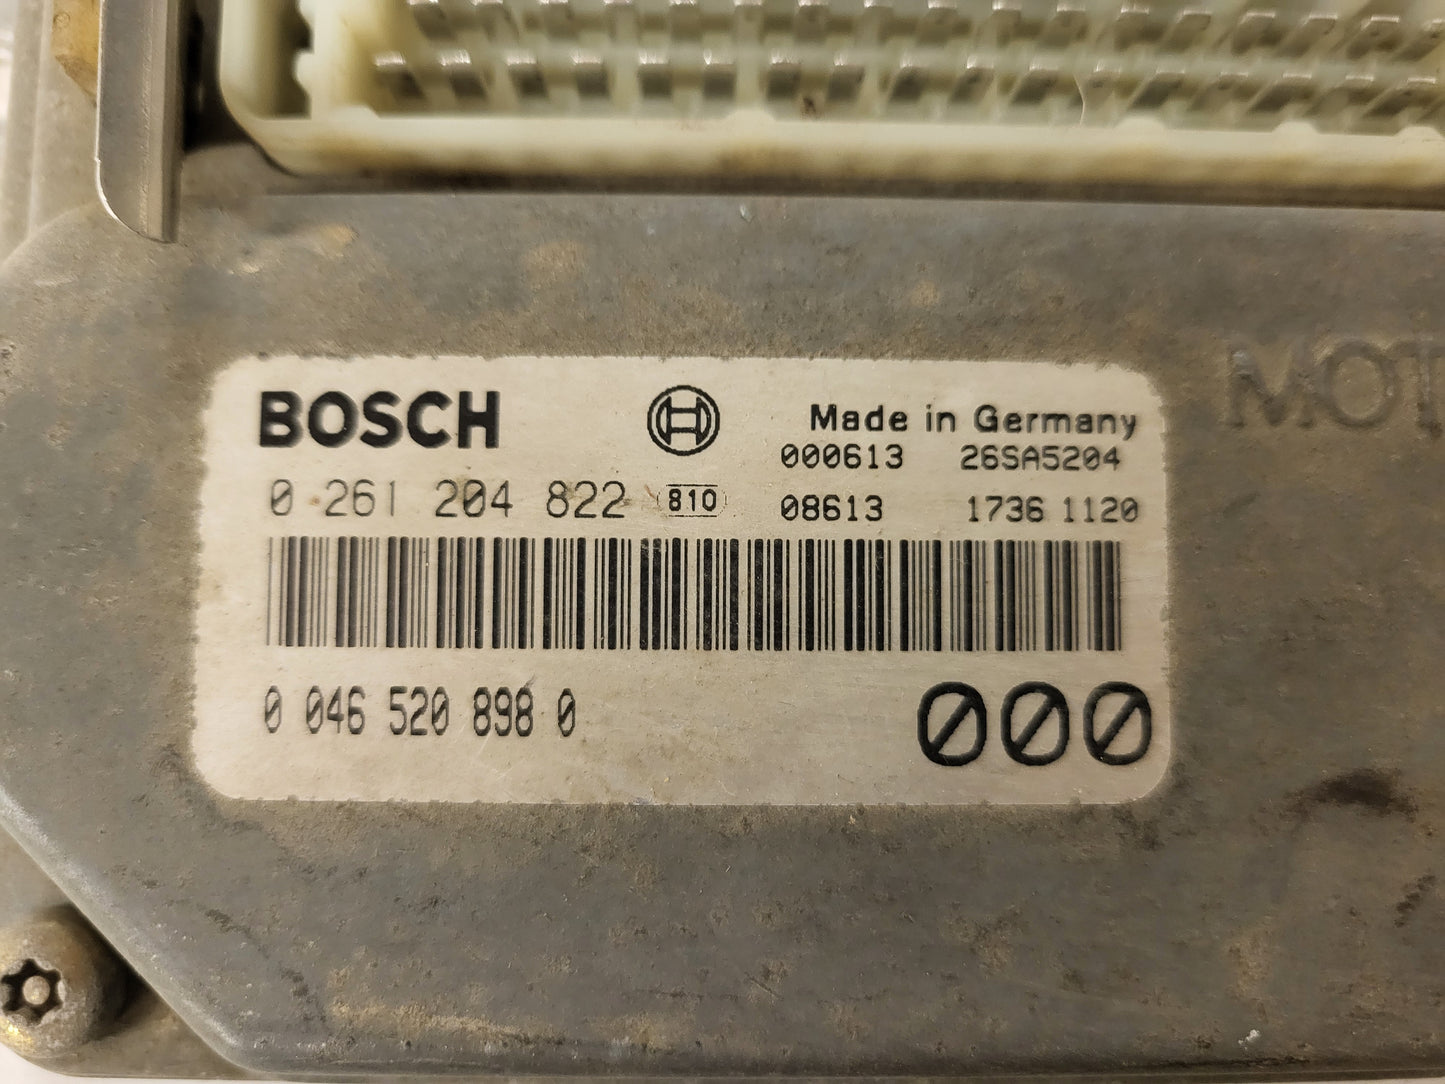 BOSCH Made in Germany
000613 26SA5204
0 261 204 822 810 08613 1736 1120
0 046 520 898 0 000
MOT